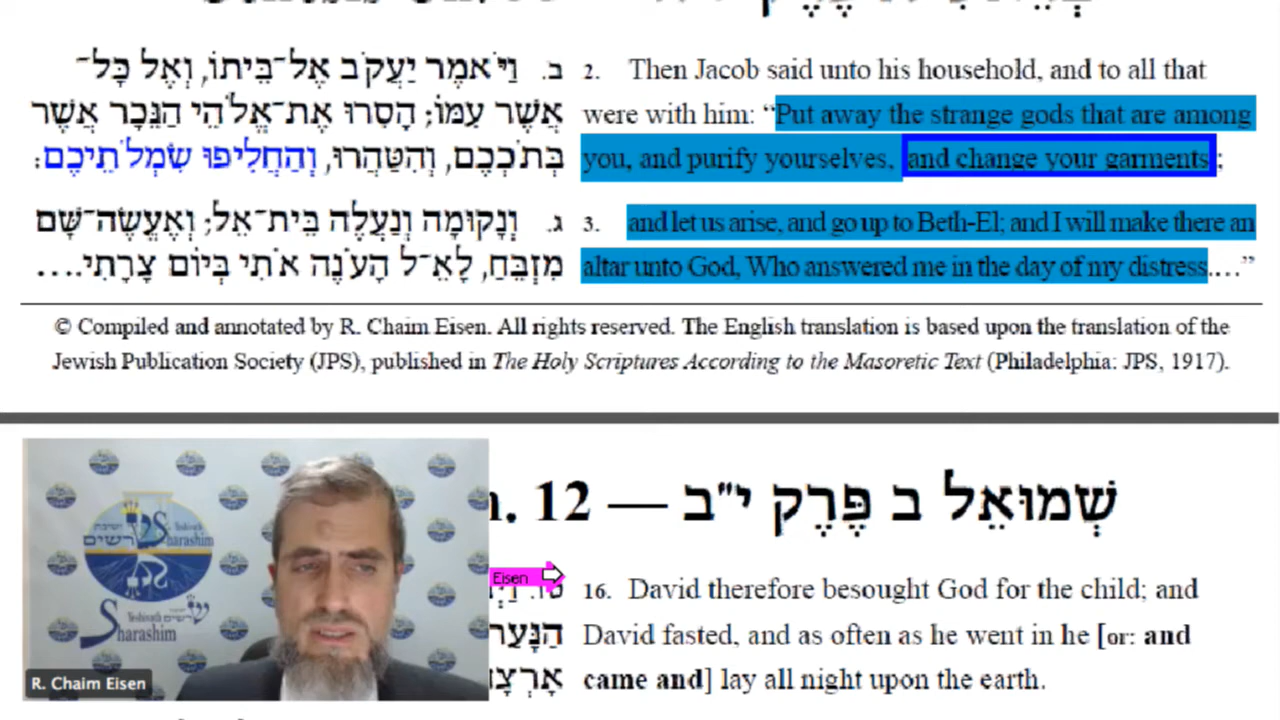 ב. וַיֹּאמֶר יַעֲקֹב אֶל־בֵּיתוֹ, וְאֶל כָּל־
אֲשֶׁר עִמּוֹ; הָסִרוּ אֶת־אֱלֹהֵי הַנֵּכָר אֲשֶׁר
בְּתֹכְכֶם, וְהִטַּהֲרוּ, וְהַחֲלִיפוּ שִׂמְלֹתֵיכֶם:
2. Then Jacob said unto his household, and to all that
were with him: “Put away the strange gods that are among
you, and purify yourselves, and change your garments;
ג. וְנָקוּמָה וְנַעֲלֶה בֵּית־אֵל; וְאֶעֱשֶׂה־שָּׁם
מִזְבֵּחַ, לָאֵ־ל הָעֹנֶה אֹתִי בְּיוֹם צָרָתִי....
3. and let us arise, and go up to Beth-El; and I will make there an
altar unto God, Who answered me in the day of my distress....”
© Compiled and annotated by R. Chaim Eisen. All rights reserved. The English translation is based upon the translation of the
Jewish Publication Society (JPS), published in The Holy Scriptures According to the Masoretic Text (Philadelphia: JPS, 1917).
12 — שְׁמוּאֵל ב פֶּרֶק י"ב
Eisen
הַנָּעַר
אָרְצָה
16. David therefore besought God for the child; and
David fasted, and as often as he went in he [or: and
came and] lay all night upon the earth.
ישיבת
שרשים
Yeshivath
Sharashim
Yeshivath שרשים
Sharashim
R. Chaim Eisen